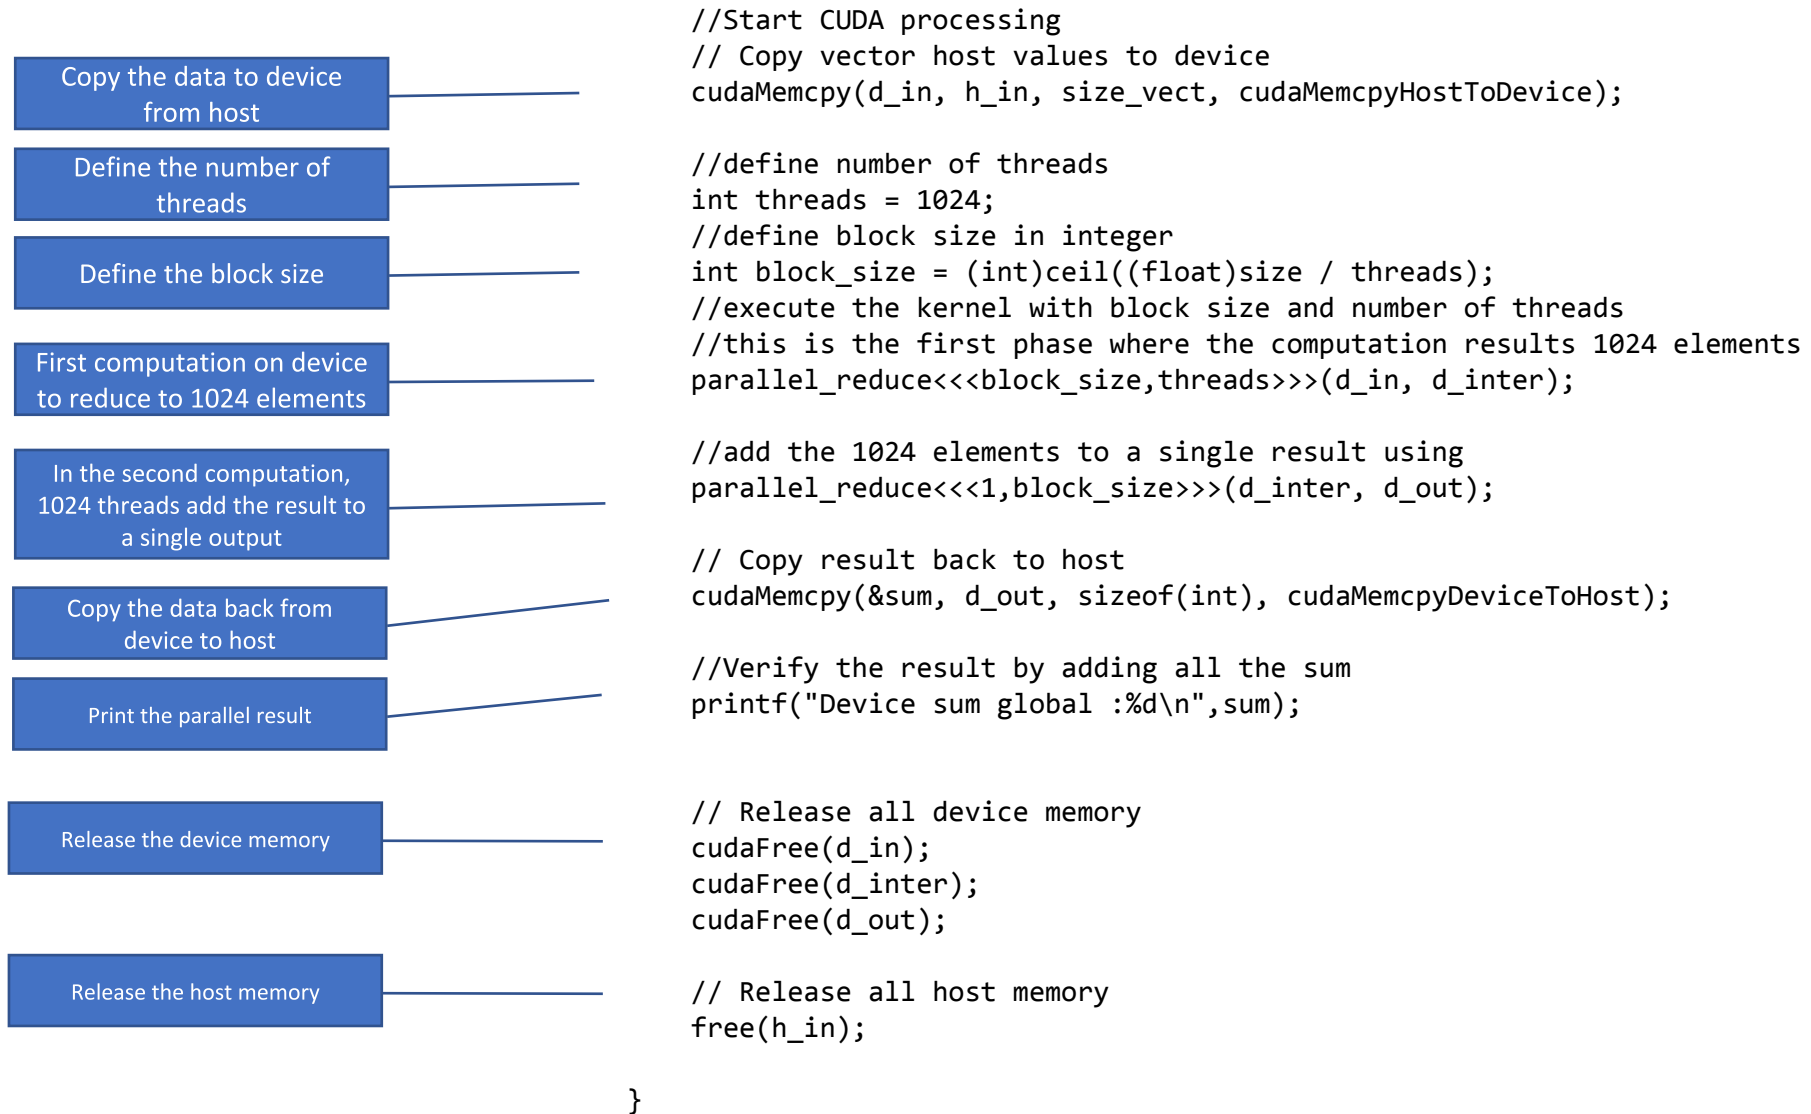 //Start CUDA processing
// Copy vector host values to device
cudaMemcpy(d_in, h_in, size_vect, cudaMemcpyHostToDevice);
Copy the data to device
from host
//define number of threads
int threads = 1024;
Define the number of
threads
//define block size in integer
int block_size = (int)ceil((float)size / threads);
Define the block size
//execute the kernel with block size and number of threads
//this is the first phase where the computation results 1024 elements
parallel_reduce<<<block_size,threads>>>(d_in, d_inter);
First computation on device
to reduce to 1024 elements
//add the 1024 elements to a single result using
parallel_reduce<<<1,block_size>>>(d_inter, d_out);
In the second computation,
1024 threads add the result to
a single output
// Copy result back to host
cudaMemcpy(&sum, d_out, sizeof(int), cudaMemcpyDeviceToHost);
Copy the data back from
device to host
//Verify the result by adding all the sum
printf("Device sum global :%d\n",sum);
Print the parallel result
// Release all device memory
cudaFree(d_in);
cudaFree(d_inter);
cudaFree(d_out);
Release the device memory
// Release all host memory
free(h_in);
Release the host memory
}